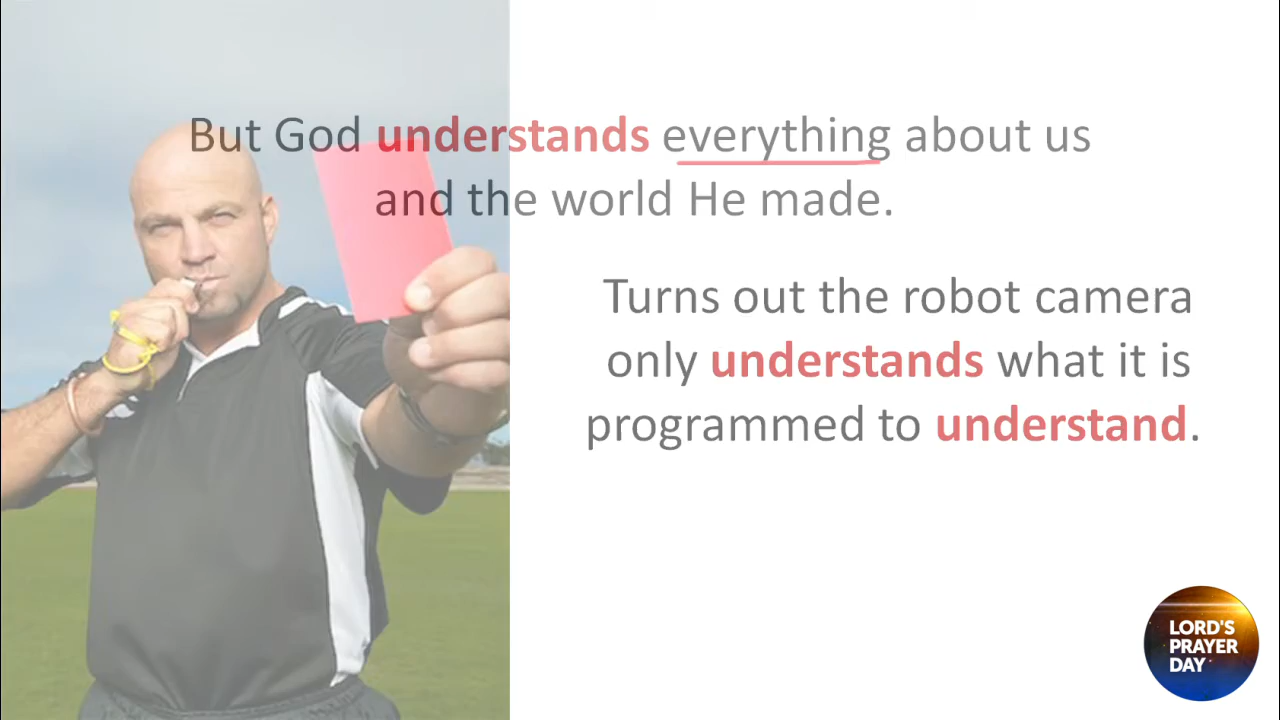 But God understands everything about us
and the world He made.
Turns out the robot camera
only understands what it is
programmed to understand.
LORD'S
PRAYER
DAY